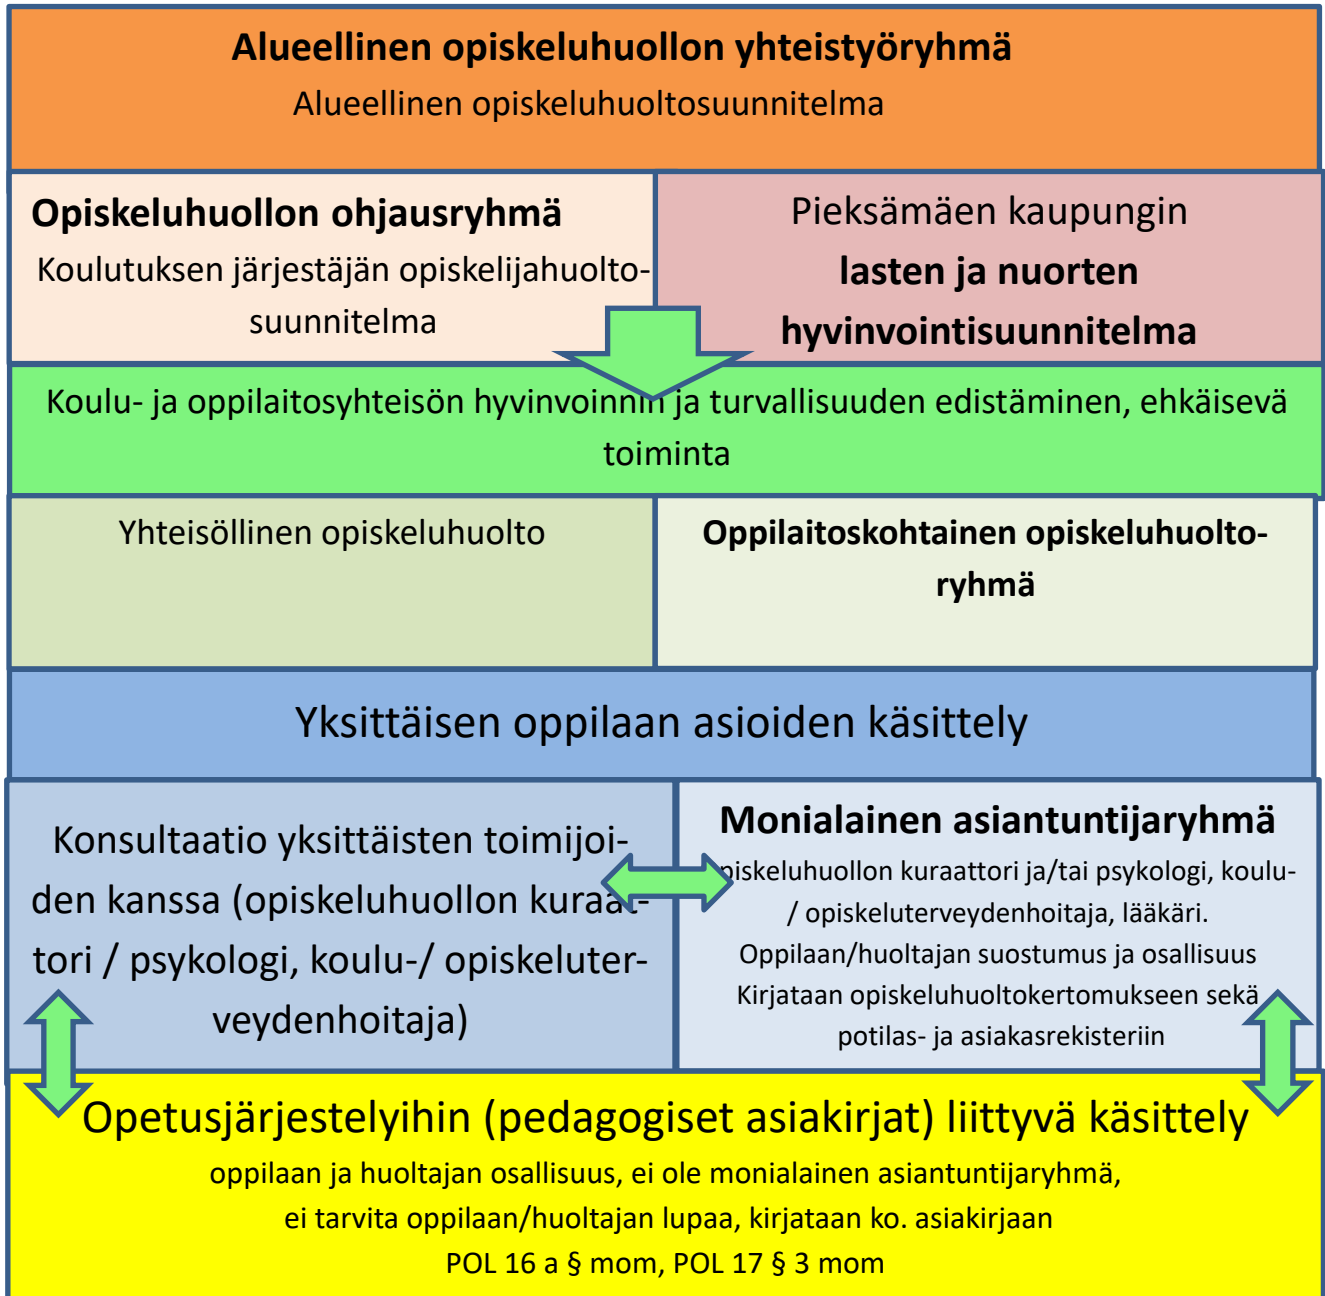 Alueellinen opiskeluhuollon yhteistyöryhmä
Alueellinen opiskeluhuoltosuunnitelma
Opiskeluhuollon ohjausryhmä
Koulutuksen järjestäjän opiskelijahuolto-
suunnitelma
Pieksämäen kaupungin
lasten ja nuorten
hyvinvointisuunnitelma
Koulu- ja oppilaitosyhteisön hyvinvoinnin ja turvallisuuden edistäminen, ehkäisevä
toiminta
Yhteisöllinen opiskeluhuolto
Oppilaitoskohtainen opiskeluhuolto-
ryhmä
Yksittäisen oppilaan asioiden käsittely
Konsultaatio yksittäisten toimijoi-
den kanssa (opiskeluhuollon kuraat-
tori / psykologi, koulu-/ opiskeluter-
veydenhoitaja)
Monialainen asiantuntijaryhmä
piskeluhuollon kuraattori ja/tai psykologi, koulu-
/ opiskeluterveydenhoitaja, lääkäri.
Oppilaan/huoltajan suostumus ja osallisuus
Kirjataan opiskeluhuoltokertomukseen sekä
potilas- ja asiakasrekisteriin
Opetusjärjestelyihin (pedagogiset asiakirjat) liittyvä käsittely
oppilaan ja huoltajan osallisuus, ei ole monialainen asiantuntijaryhmä,
ei tarvita oppilaan/huoltajan lupaa, kirjataan ko. asiakirjaan
POL 16 a § mom, POL 17 § 3 mom